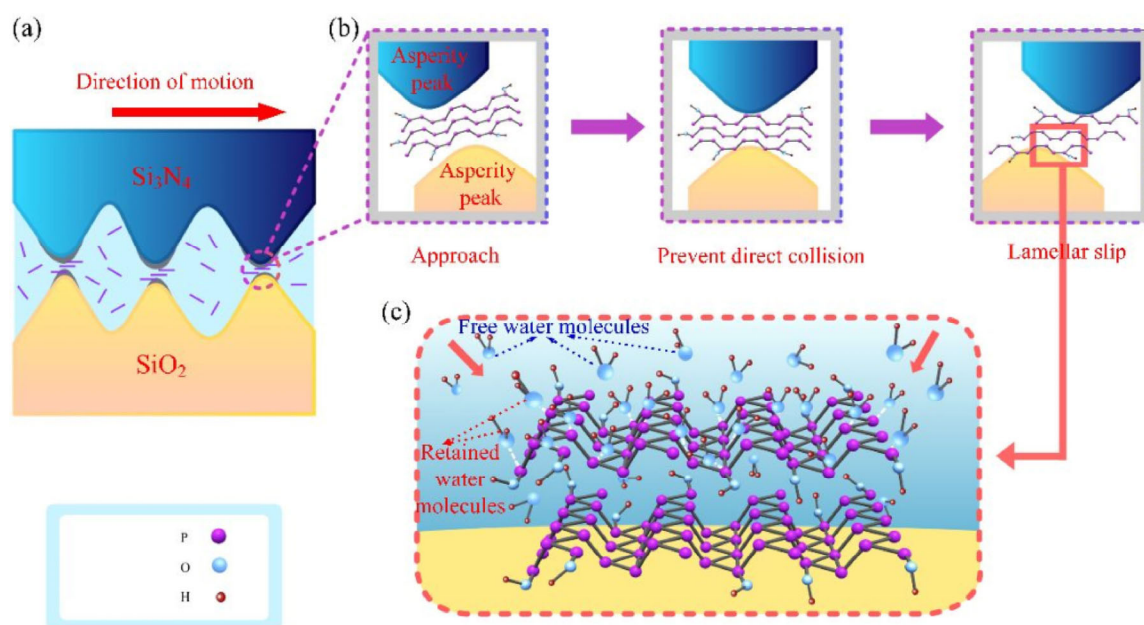 (a)
Direction of motion
Si₃N₄
SiO₂
(b)
Asperity
peak
Asperity
peak
Approach
Prevent direct collision
Lamellar slip
(c)
Free water molecules
Retained
water
molecules
P
O
H